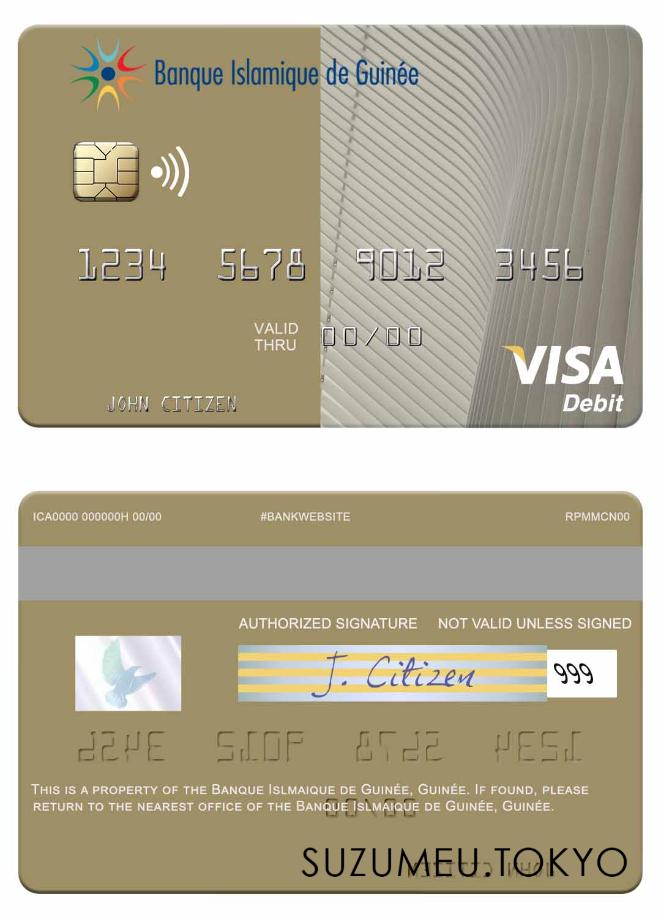 Banque Islamique de Guinée
1234 5678 9012 3456
VALID
THRU 00/00
JOHN CITIZEN
VISA
Debit
ICA0000 000000H 00/00 #BANKWEBSITE RPMMCN00
AUTHORIZED SIGNATURE NOT VALID UNLESS SIGNED
J. Citizen 999
THIS IS A PROPERTY OF THE BANQUE ISLMAIQUE DE GUINÉE, GUINÉE. IF FOUND, PLEASE
RETURN TO THE NEAREST OFFICE OF THE BANQUE ISLMAIQUE DE GUINÉE, GUINÉE.
SUZUMEU.TOKYO